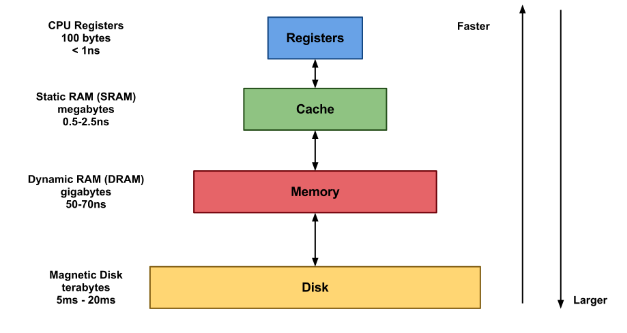 CPU Registers
100 bytes
< 1ns
Registers
Faster
Static RAM (SRAM)
megabytes
0.5-2.5ns
Cache
Dynamic RAM (DRAM)
gigabytes
50-70ns
Memory
Magnetic Disk
terabytes
5ms - 20ms
Disk
Larger